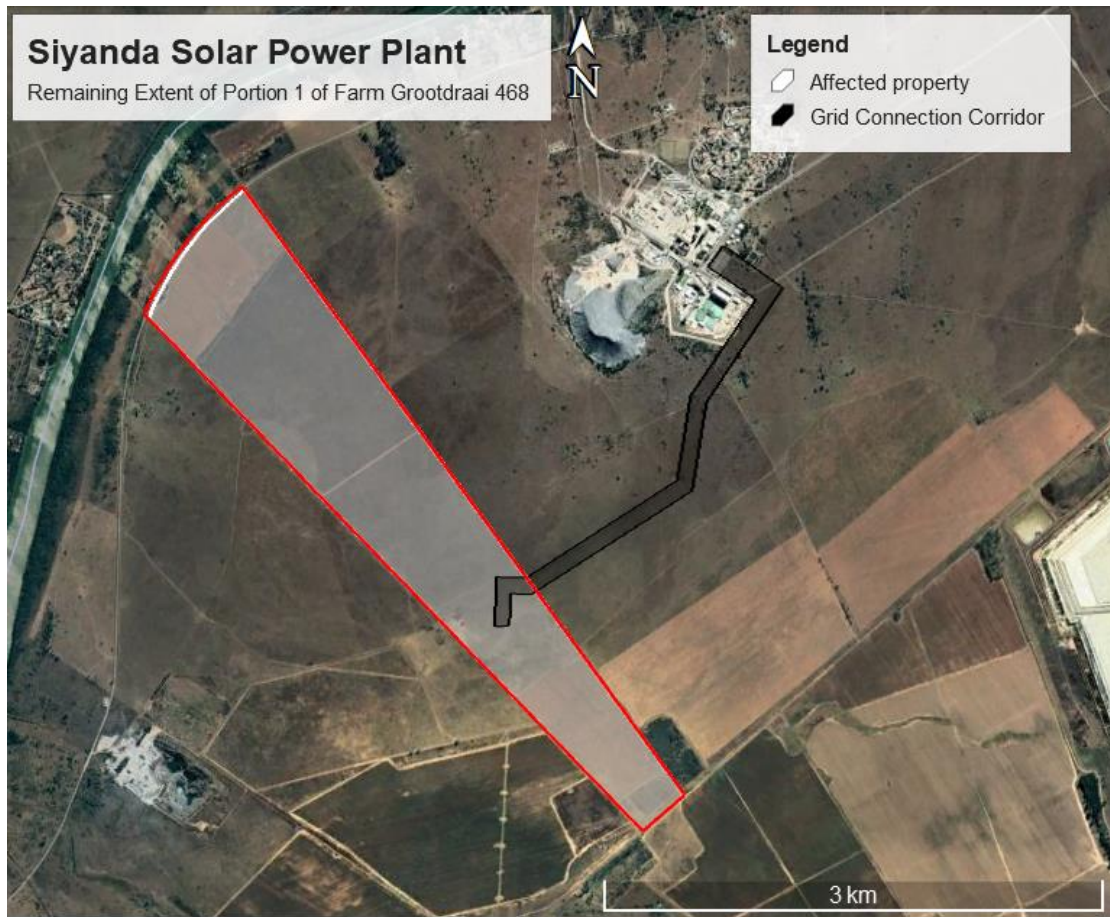 Siyanda Solar Power Plant
Remaining Extent of Portion 1 of Farm Grootdraai 468
N
Legend
Affected property
Grid Connection Corridor
3 km